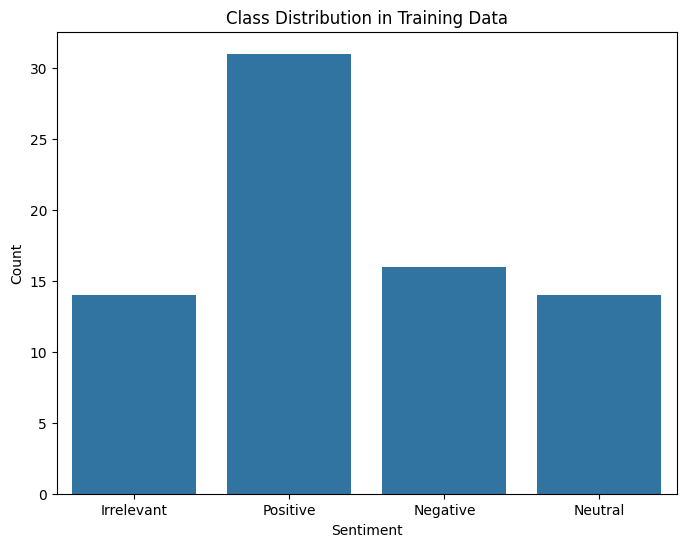 Class Distribution in Training Data
30
25
20
15
10
5
0
Count
Irrelevant Positive Negative Neutral
Sentiment